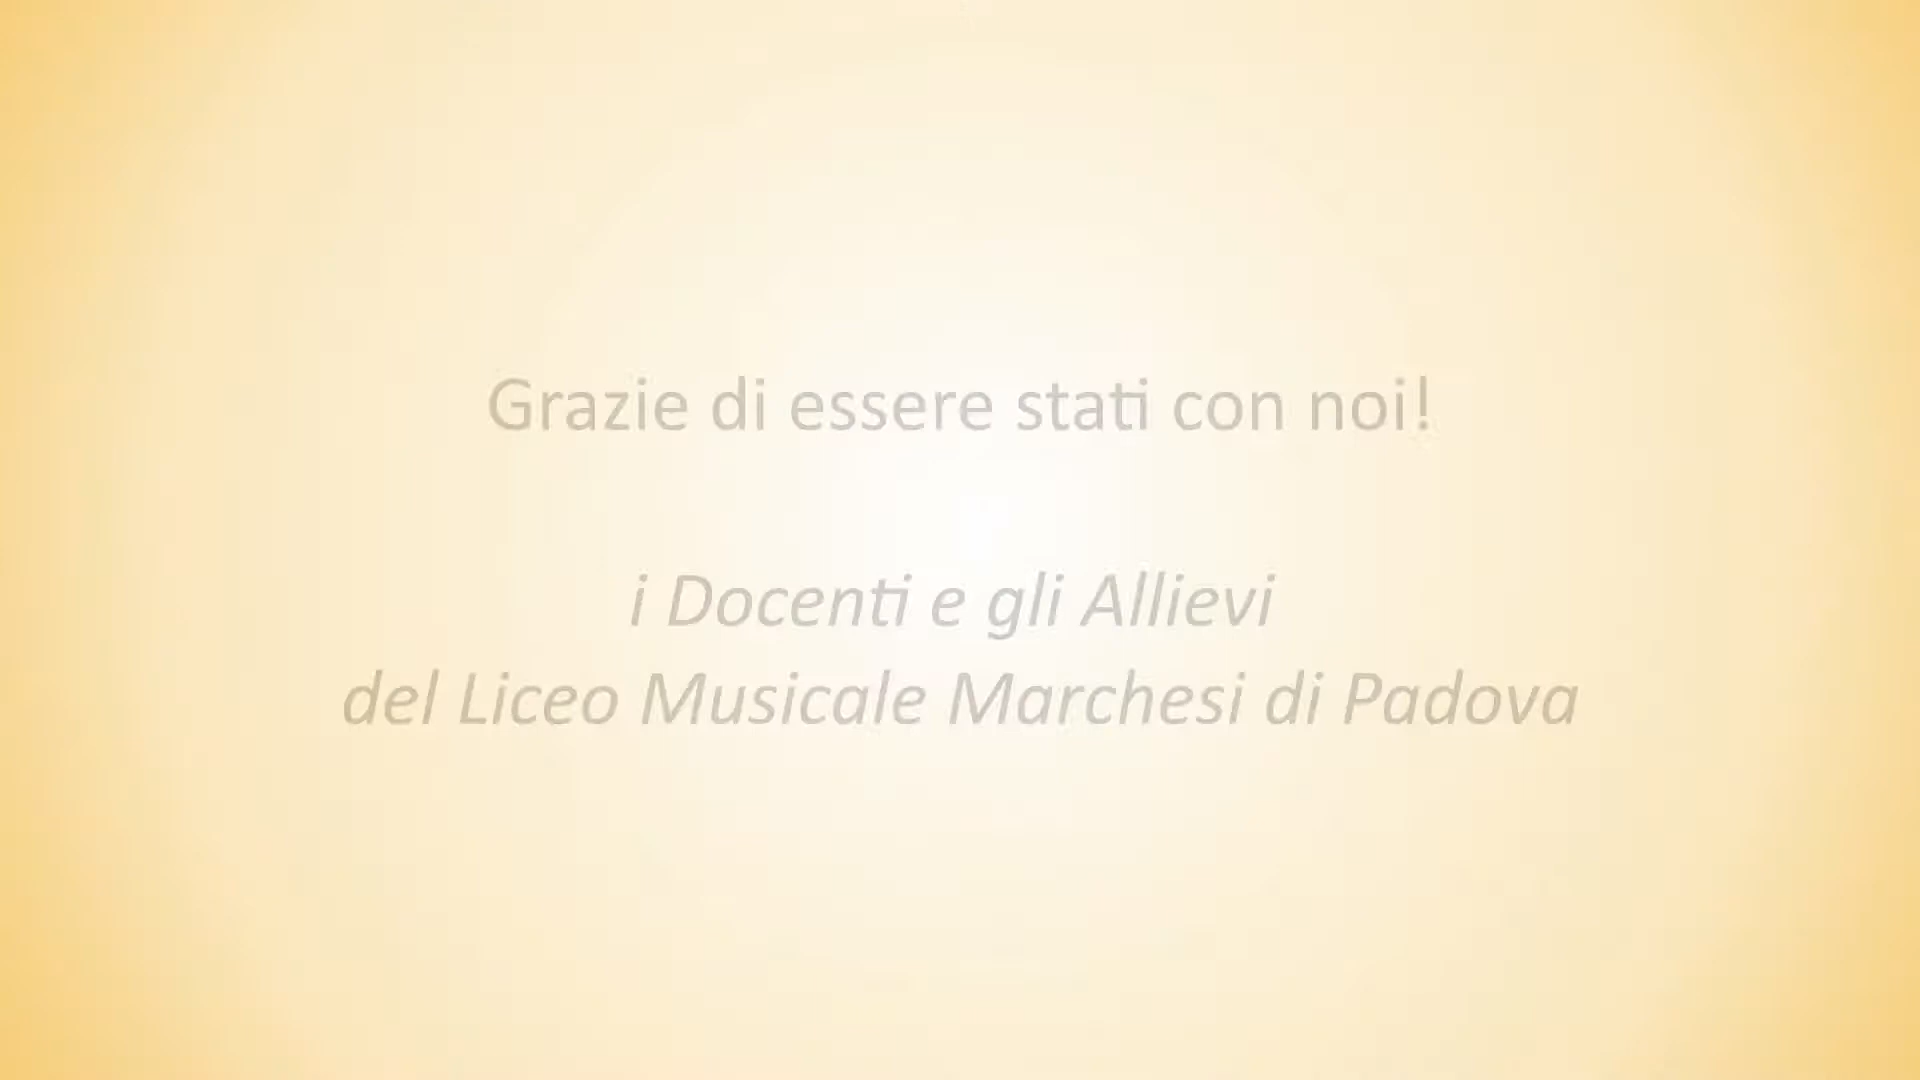 Grazie di essere stati con noi!
i Docenti e gli Allievi
del Liceo Musicale Marchesi di Padova